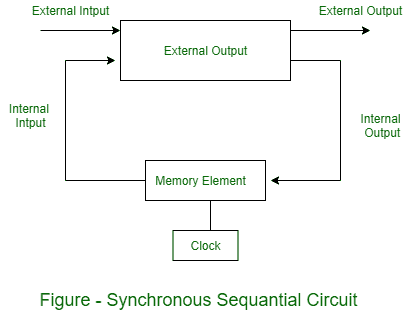 External Intput
External Output
External Output
Internal
Intput
Internal
Output
Memory Element
Clock
Figure - Synchronous Sequantial Circuit